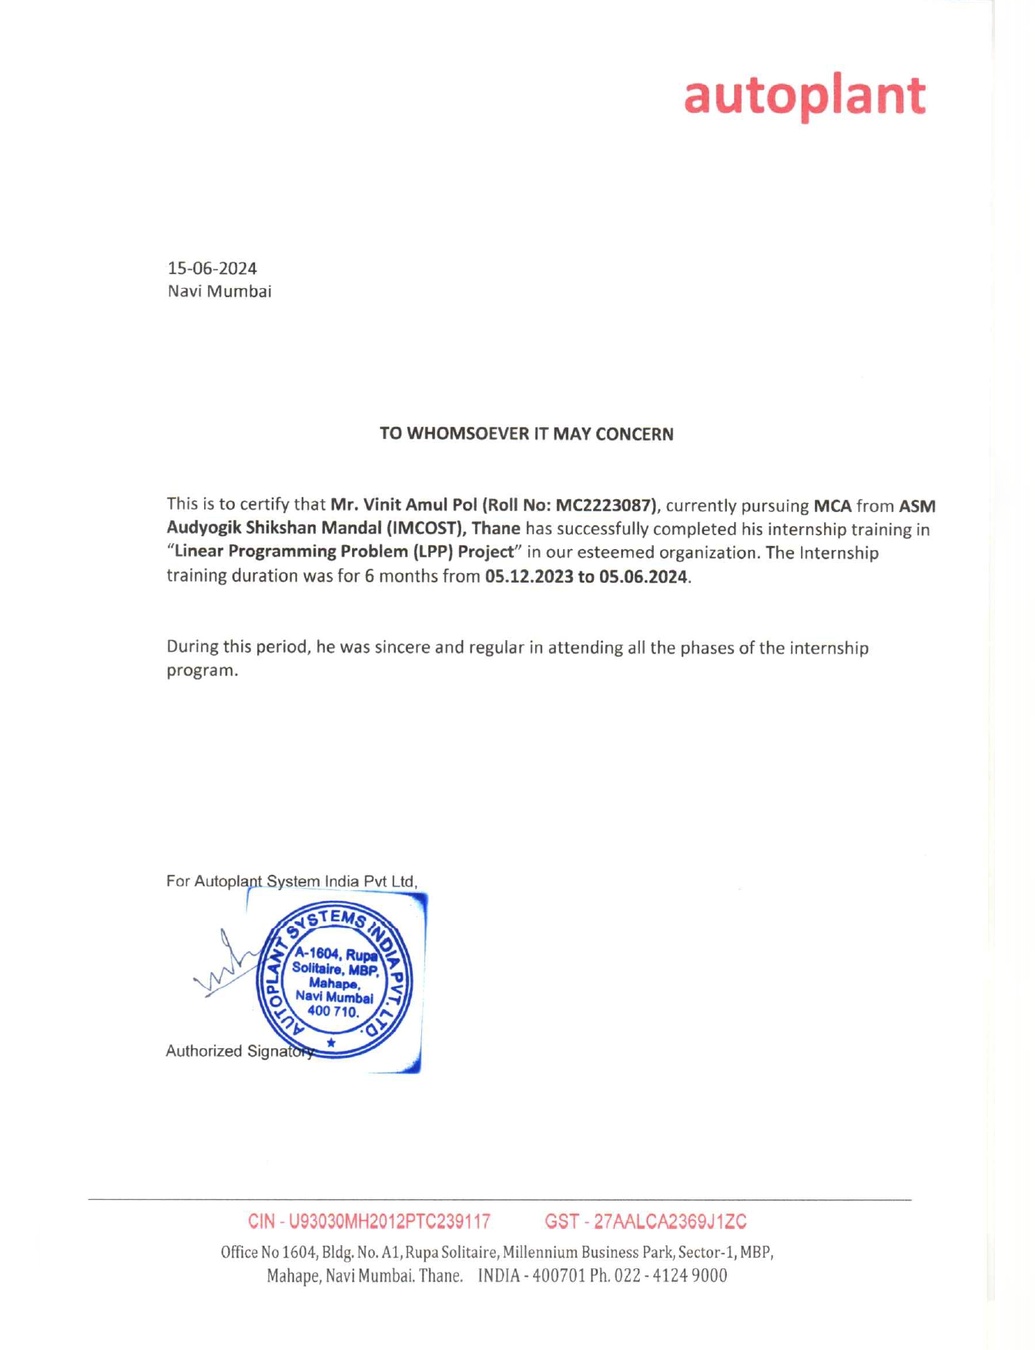 autoplant
15-06-2024
Navi Mumbai
TO WHOMSOEVER IT MAY CONCERN
This is to certify that Mr. Vinit Amul Pol (Roll No: MC2223087), currently pursuing MCA from ASM
Audyogik Shikshan Mandal (IMCOST), Thane has successfully completed his internship training in
“Linear Programming Problem (LPP) Project” in our esteemed organization. The Internship
training duration was for 6 months from 05.12.2023 to 05.06.2024.
During this period, he was sincere and regular in attending all the phases of the internship
program.
For Autoplant System India Pvt Ltd,
AUTOPLANT SYSTEMS INDIA PVT. LTD.
A-1604, Rupa
Solitaire, MBP,
Mahape,
Navi Mumbai
400 710.
Authorized Signatory
CIN - U93030MH2012PTC239117 GST - 27AALCA2369J1ZC
Office No 1604, Bldg. No. A1, Rupa Solitaire, Millennium Business Park, Sector-1, MBP,
Mahape, Navi Mumbai. Thane. INDIA - 400701 Ph. 022 - 4124 9000